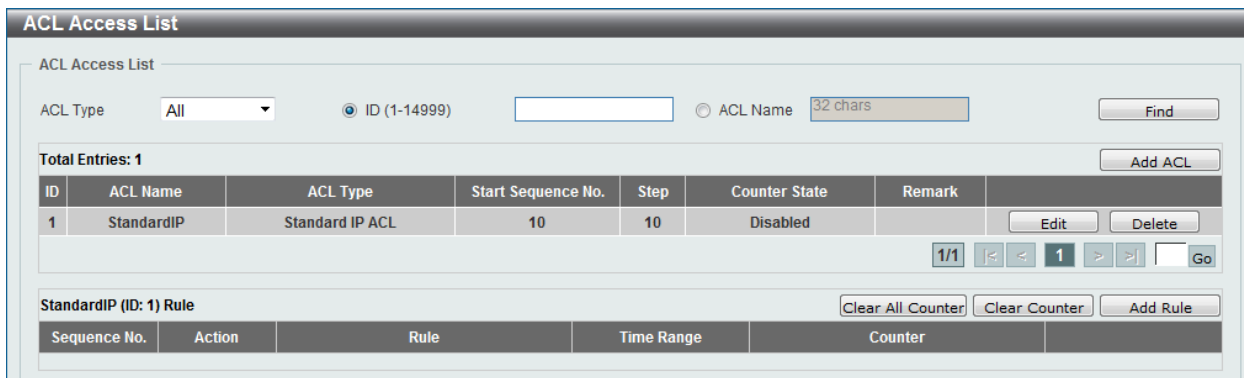 ACL Access List
ACL Access List
ACL Type All ID (1-14999) ACL Name 32 chars Find
Total Entries: 1 Add ACL
ID ACL Name ACL Type Start Sequence No. Step Counter State Remark
1 StandardIP Standard IP ACL 10 10 Disabled Edit Delete
1/1 |< < 1 > >| Go
StandardIP (ID: 1) Rule Clear All Counter Clear Counter Add Rule
Sequence No. Action Rule Time Range Counter